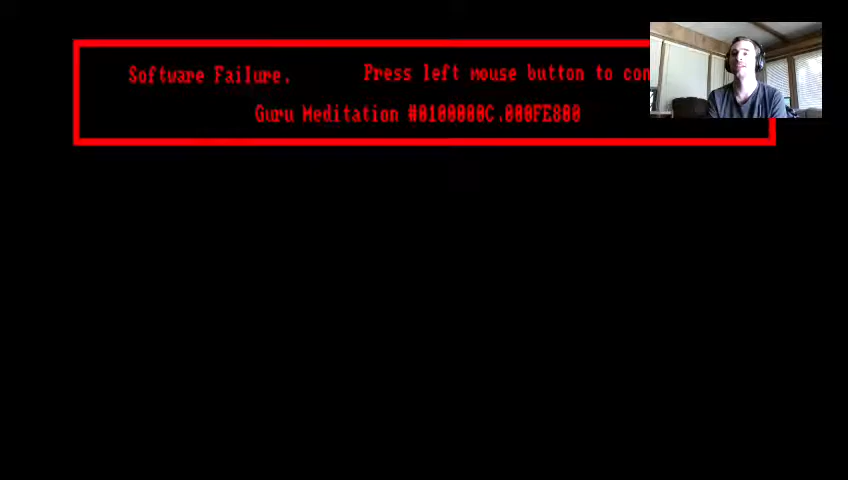 Software Failure. Press left mouse button to con
Guru Meditation #0100000C.000FE800